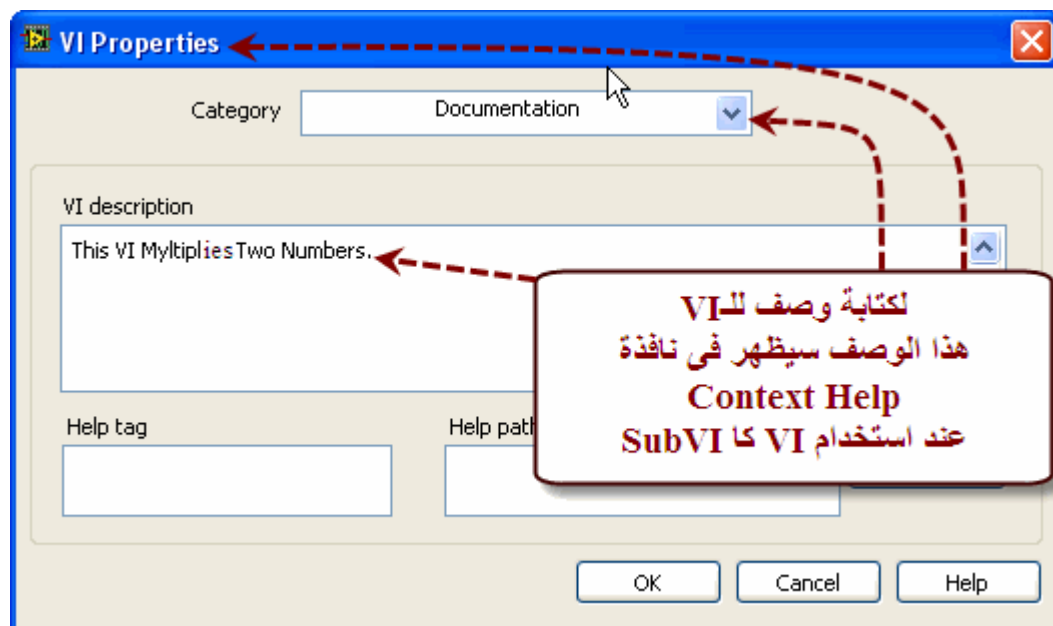 VI Properties
Category
Documentation
VI description
This VI Myltiplies Two Numbers.
لكتابة وصف للـVI
هذا الوصف سيظهر فى نافذة
Context Help
عند استخدام VI كا SubVI
Help tag
Help path
OK
Cancel
Help